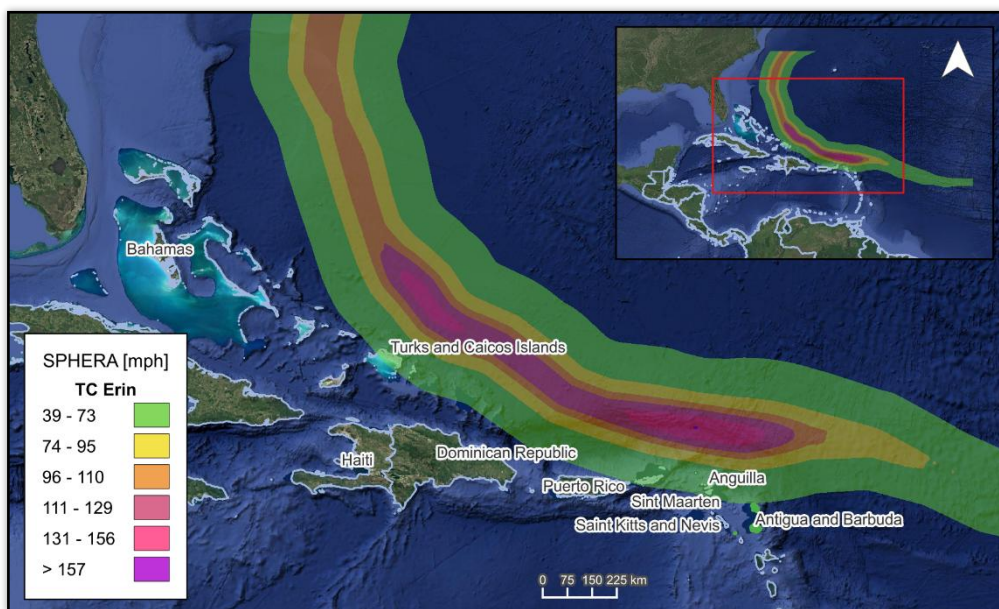 Bahamas
Turks and Caicos Islands
Haiti
Dominican Republic
Puerto Rico
Anguilla
Sint Maarten
Saint Kitts and Nevis
Antigua and Barbuda
SPHERA [mph]
TC Erin
39 - 73
74 - 95
96 - 110
111 - 129
131 - 156
> 157
0 75 150 225 km